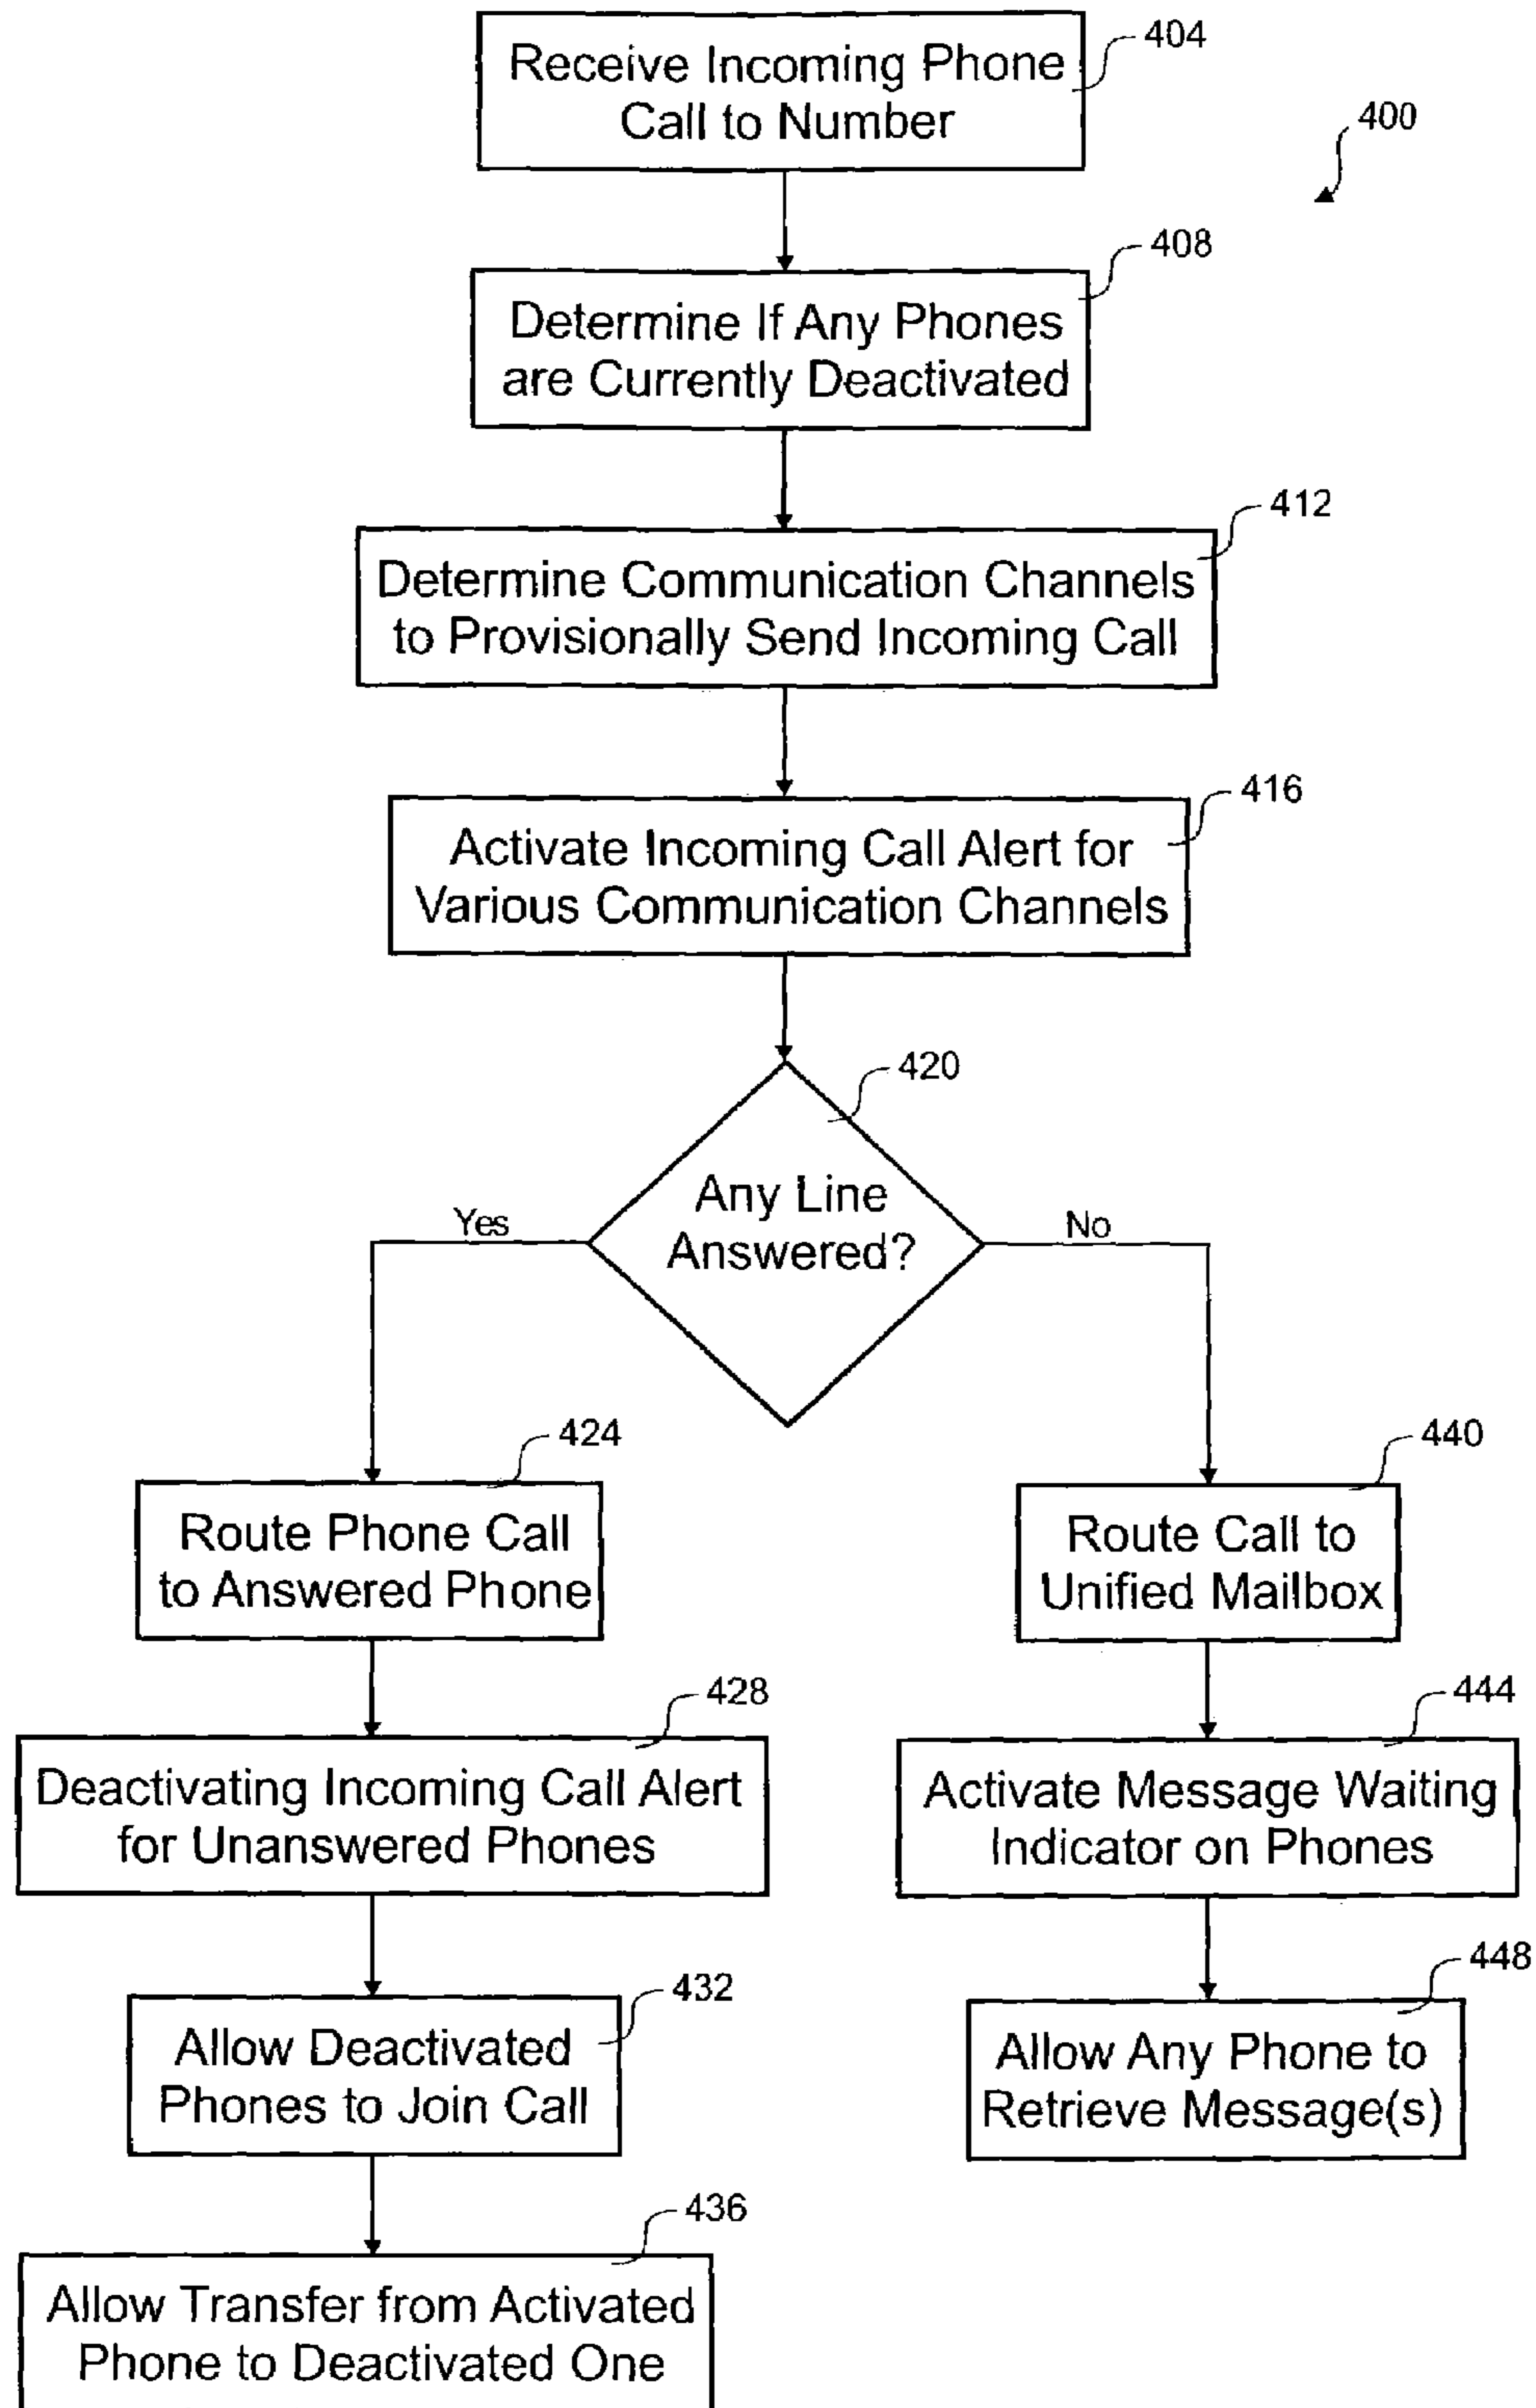 Receive Incoming Phone
Call to Number
404
400
408
Determine If Any Phones
are Currently Deactivated
412
Determine Communication Channels
to Provisionally Send Incoming Call
416
Activate Incoming Call Alert for
Various Communication Channels
420
Any Line
Answered?
Yes
No
424
Route Phone Call
to Answered Phone
428
Deactivating Incoming Call Alert
for Unanswered Phones
432
Allow Deactivated
Phones to Join Call
436
Allow Transfer from Activated
Phone to Deactivated One
440
Route Call to
Unified Mailbox
444
Activate Message Waiting
Indicator on Phones
448
Allow Any Phone to
Retrieve Message(s)